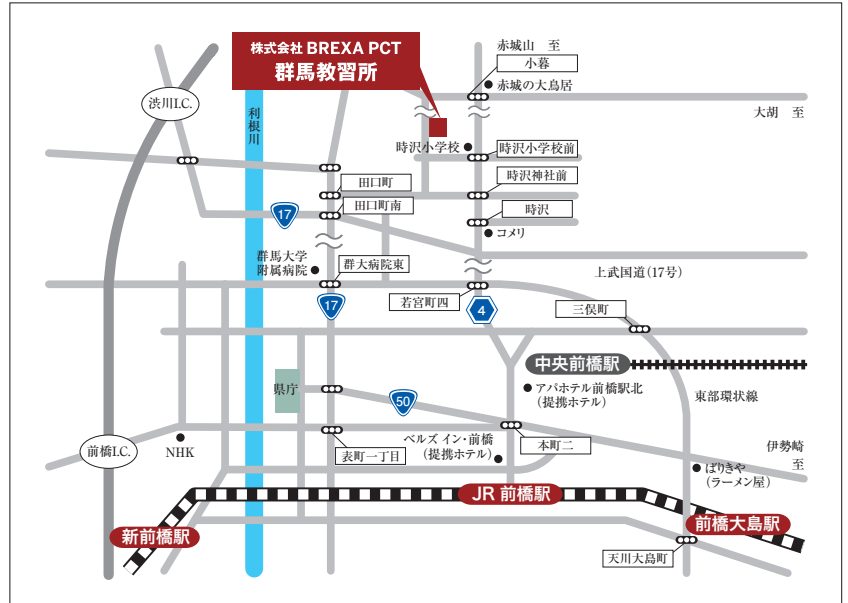 株式会社 BREXA PCT
群馬教習所
赤城山 至
小暮
赤城の大鳥居
大胡 至
渋川I.C.
利根川
時沢小学校
時沢小学校前
時沢神社前
田口町
田口町南
時沢
17
コメリ
群馬大学
附属病院
群大病院東
上武国道(17号)
17
若宮町四
4
三俣町
中央前橋駅
県庁
50
アパホテル前橋駅北
(提携ホテル)
東部環状線
前橋I.C.
NHK
表町一丁目
ベルズ イン・前橋
(提携ホテル)
本町二
伊勢崎
至
ばりきや
(ラーメン屋)
JR 前橋駅
新前橋駅
前橋大島駅
天川大島町